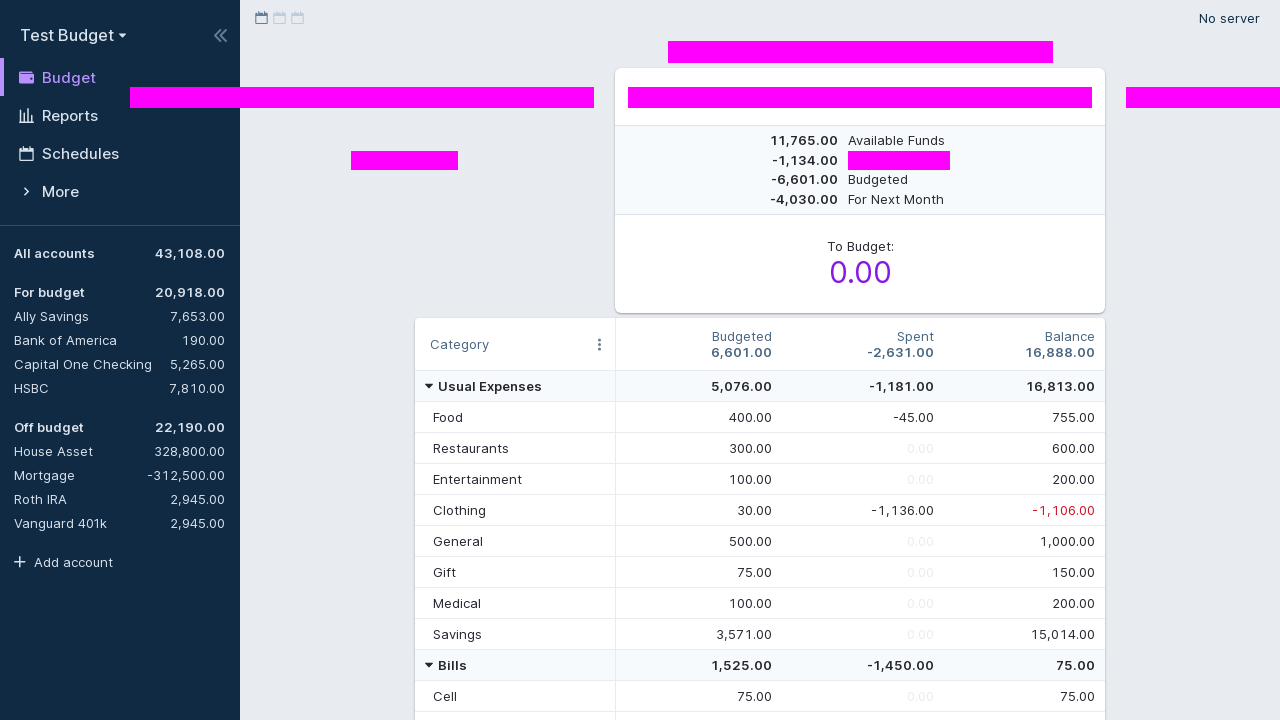 Test Budget
No server
Budget
Reports
Schedules
More
All accounts 43,108.00
For budget 20,918.00
Ally Savings 7,653.00
Bank of America 190.00
Capital One Checking 5,265.00
HSBC 7,810.00
Off budget 22,190.00
House Asset 328,800.00
Mortgage -312,500.00
Roth IRA 2,945.00
Vanguard 401k 2,945.00
Add account
11,765.00 Available Funds
-1,134.00
-6,601.00 Budgeted
-4,030.00 For Next Month
To Budget:
0.00
Category Budgeted Spent Balance
6,601.00 -2,631.00 16,888.00
Usual Expenses 5,076.00 -1,181.00 16,813.00
Food 400.00 -45.00 755.00
Restaurants 300.00 0.00 600.00
Entertainment 100.00 0.00 200.00
Clothing 30.00 -1,136.00 -1,106.00
General 500.00 0.00 1,000.00
Gift 75.00 0.00 150.00
Medical 100.00 0.00 200.00
Savings 3,571.00 0.00 15,014.00
Bills 1,525.00 -1,450.00 75.00
Cell 75.00 0.00 75.00